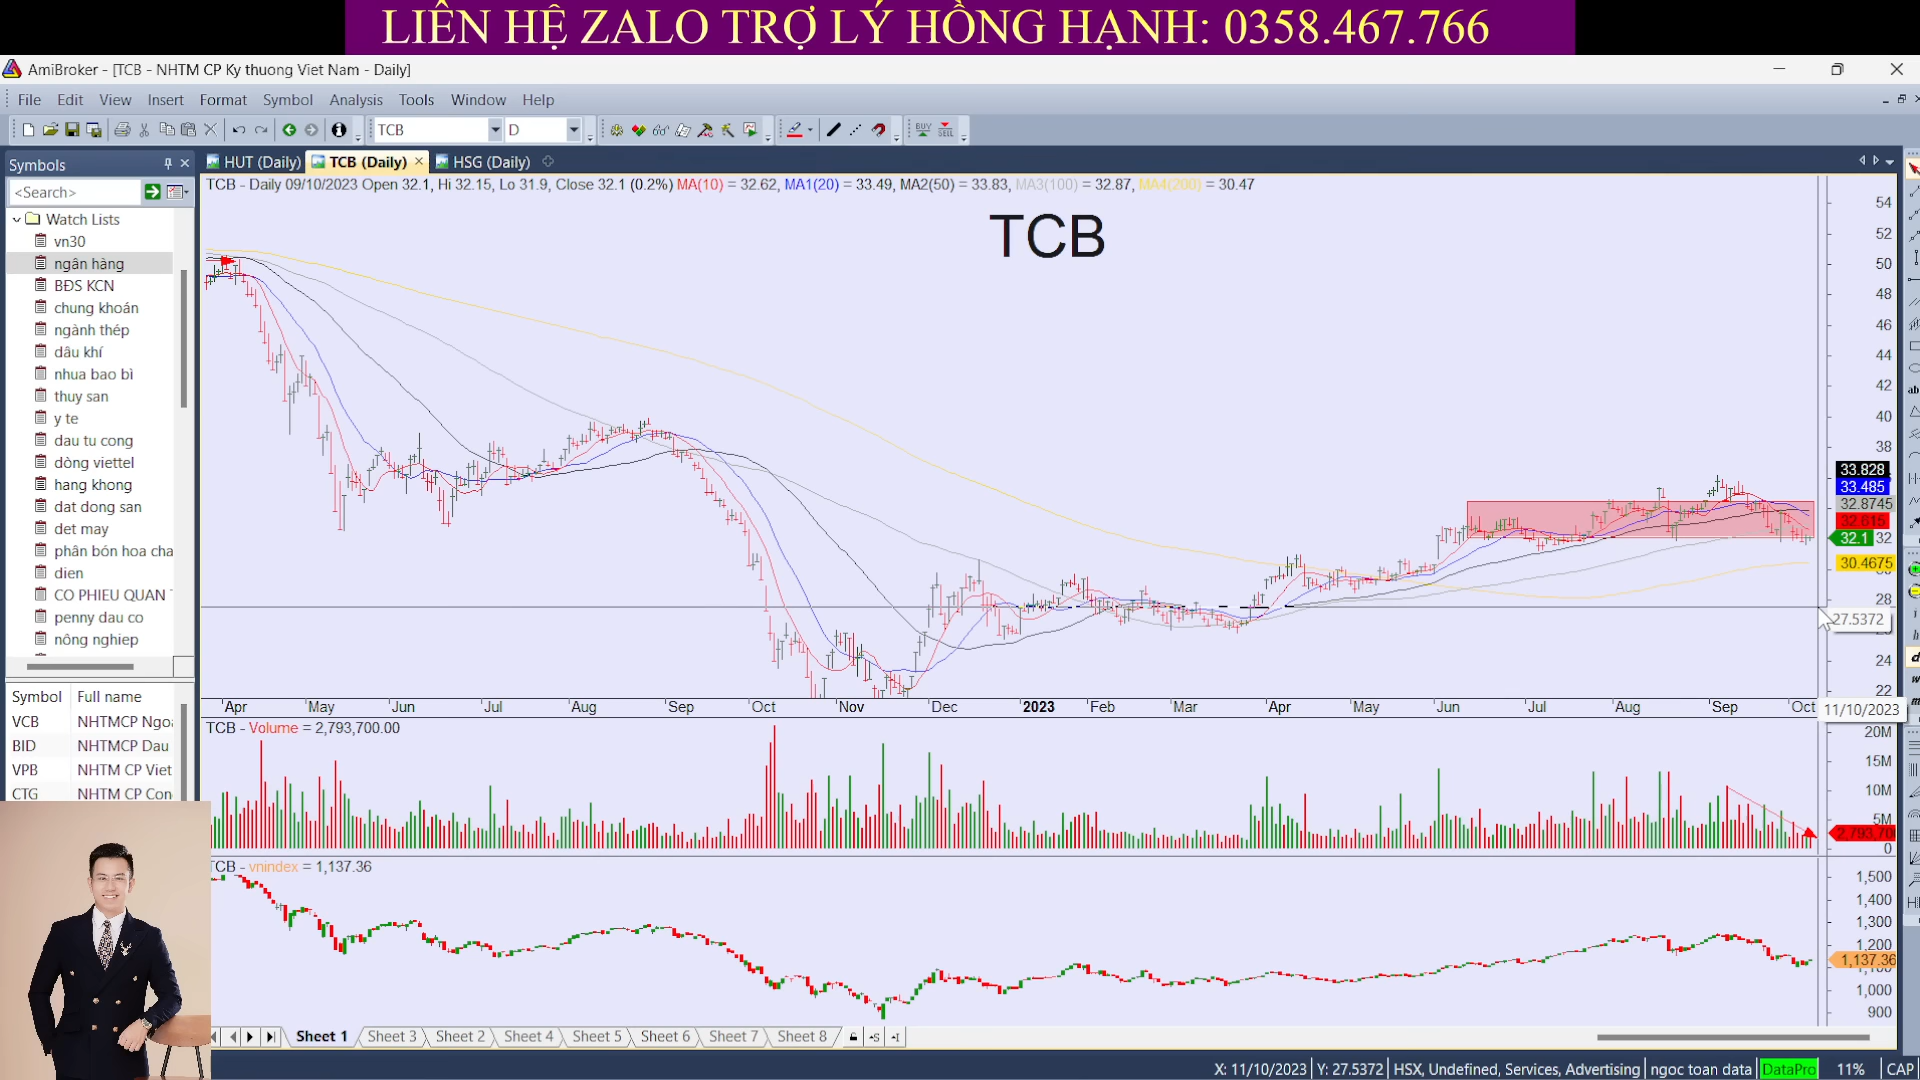 LIÊN HỆ ZALO TRỢ LÝ HỒNG HẠNH: 0358.467.766
AmiBroker - [TCB - NHTM CP Ky thuong Viet Nam - Daily]
File Edit View Insert Format Symbol Analysis Tools Window Help
TCB D BUY SELL
Symbols
HUT (Daily) TCB (Daily) HSG (Daily)
<Search>
TCB - Daily 09/10/2023 Open 32.1, Hi 32.15, Lo 31.9, Close 32.1 (0.2%) MA(10) = 32.62, MA1(20) = 33.49, MA2(50) = 33.83, MA3(100) = 32.87, MA4(200) = 30.47
TCB
Watch Lists
vn30
ngân hàng
BĐS KCN
chung khoán
ngành thép
dâu khí
nhua bao bì
thuy san
y te
dau tu cong
dòng viettel
hang khong
dat dong san
det may
phân bón hoa cha
dien
CO PHIEU QUAN
penny dau co
nông nghiep
54
52
50
48
46
44
42
40
38
33.828
33.485
32.8745
32.615
32.1 32
30.4675
28
27.5372
24
22
Apr May Jun Jul Aug Sep Oct Nov Dec 2023 Feb Mar Apr May Jun Jul Aug Sep Oct 11/10/2023
Symbol Full name
VCB NHTMCP Ngoa
BID NHTMCP Dau
VPB NHTM CP Viet
CTG NHTM CP Con
TCB - Volume = 2,793,700.00
20M
15M
10M
5M
2,793,70
0
TCB - vnindex = 1,137.36
1,500
1,400
1,300
1,200
1,137.36
1,100
1,000
900
Sheet 1 Sheet 3 Sheet 2 Sheet 4 Sheet 5 Sheet 6 Sheet 7 Sheet 8
X: 11/10/2023 Y: 27.5372 HSX, Undefined, Services, Advertising ngoc toan data DataPro 11% CAP